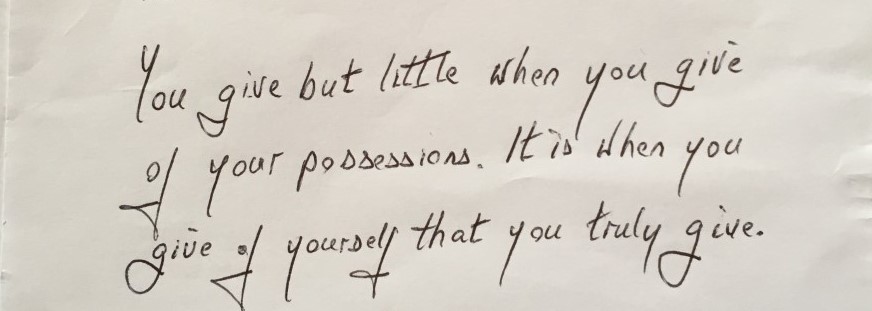 You give but little when you give
of your possessions. It is when you
give of yourself that you truly give.